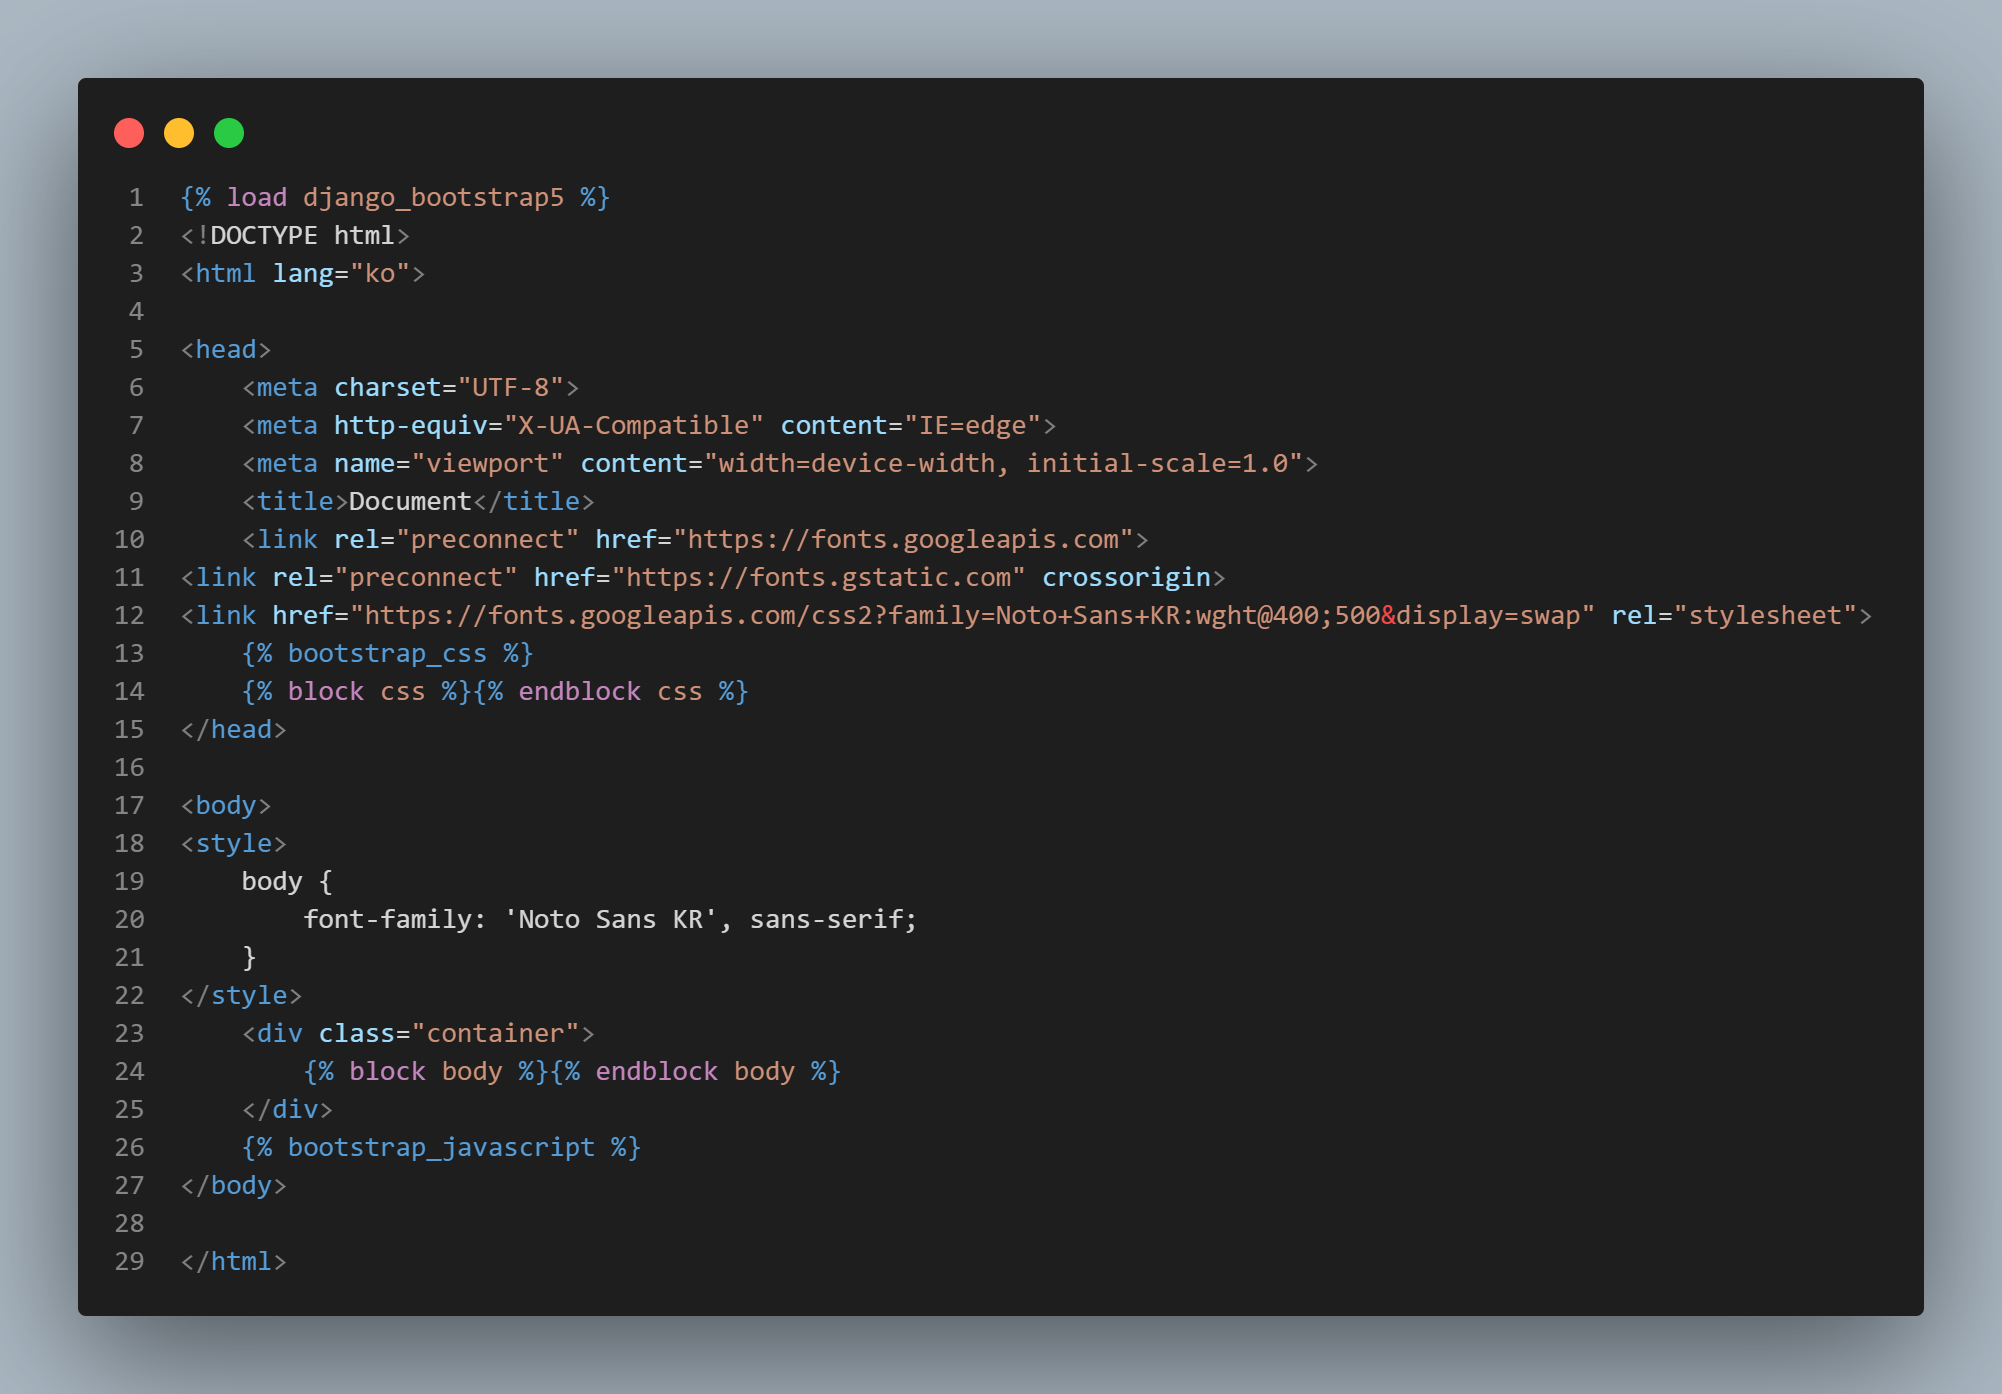 1 {% load django_bootstrap5 %}
2 <!DOCTYPE html>
3 <html lang="ko">
4
5 <head>
6     <meta charset="UTF-8">
7     <meta http-equiv="X-UA-Compatible" content="IE=edge">
8     <meta name="viewport" content="width=device-width, initial-scale=1.0">
9     <title>Document</title>
10     <link rel="preconnect" href="https://fonts.googleapis.com">
11 <link rel="preconnect" href="https://fonts.gstatic.com" crossorigin>
12 <link href="https://fonts.googleapis.com/css2?family=Noto+Sans+KR:wght@400;500&display=swap" rel="stylesheet">
13     {% bootstrap_css %}
14     {% block css %}{% endblock css %}
15 </head>
16
17 <body>
18 <style>
19     body {
20         font-family: 'Noto Sans KR', sans-serif;
21     }
22 </style>
23     <div class="container">
24         {% block body %}{% endblock body %}
25     </div>
26     {% bootstrap_javascript %}
27 </body>
28
29 </html>